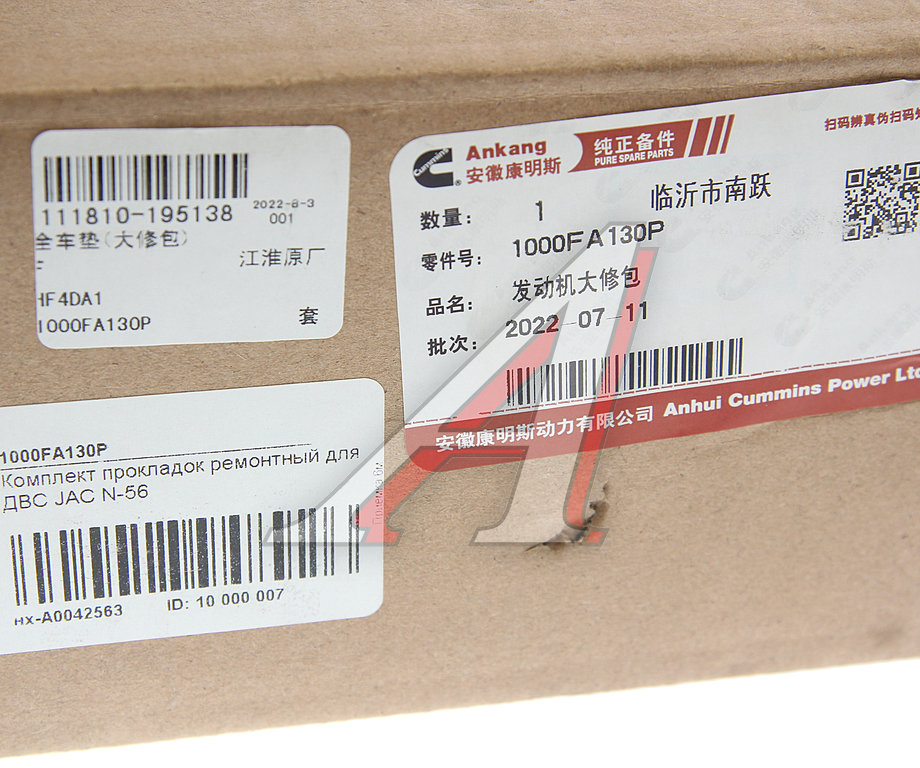 111810-195138
2022-8-3
001
全车垫(大修包)
江淮原厂
HF4DA1
1000FA130P
套
Cummins
Ankang
安徽康明斯
纯正备件
PURE SPARE PARTS
数量: 1
临沂市南跃
零件号: 1000FA130P
品名: 发动机大修包
批次: 2022-07-11
安徽康明斯动力有限公司 Anhui Cummins Power Ltd
扫码辨真伪扫码
1000FA130P
Комплект прокладок ремонтный для
ДВС JAC N-56
нх-А0042563
ID: 10 000 007